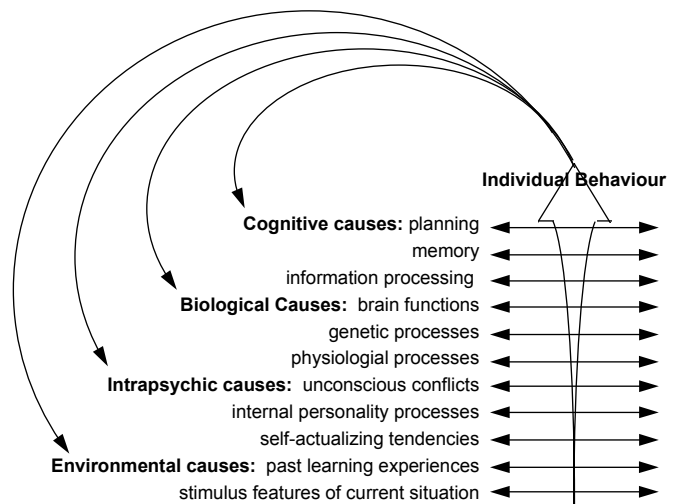 Individual Behaviour
Cognitive causes: planning
memory
information processing
Biological Causes: brain functions
genetic processes
physiologial processes
Intrapsychic causes: unconscious conflicts
internal personality processes
self-actualizing tendencies
Environmental causes: past learning experiences
stimulus features of current situation